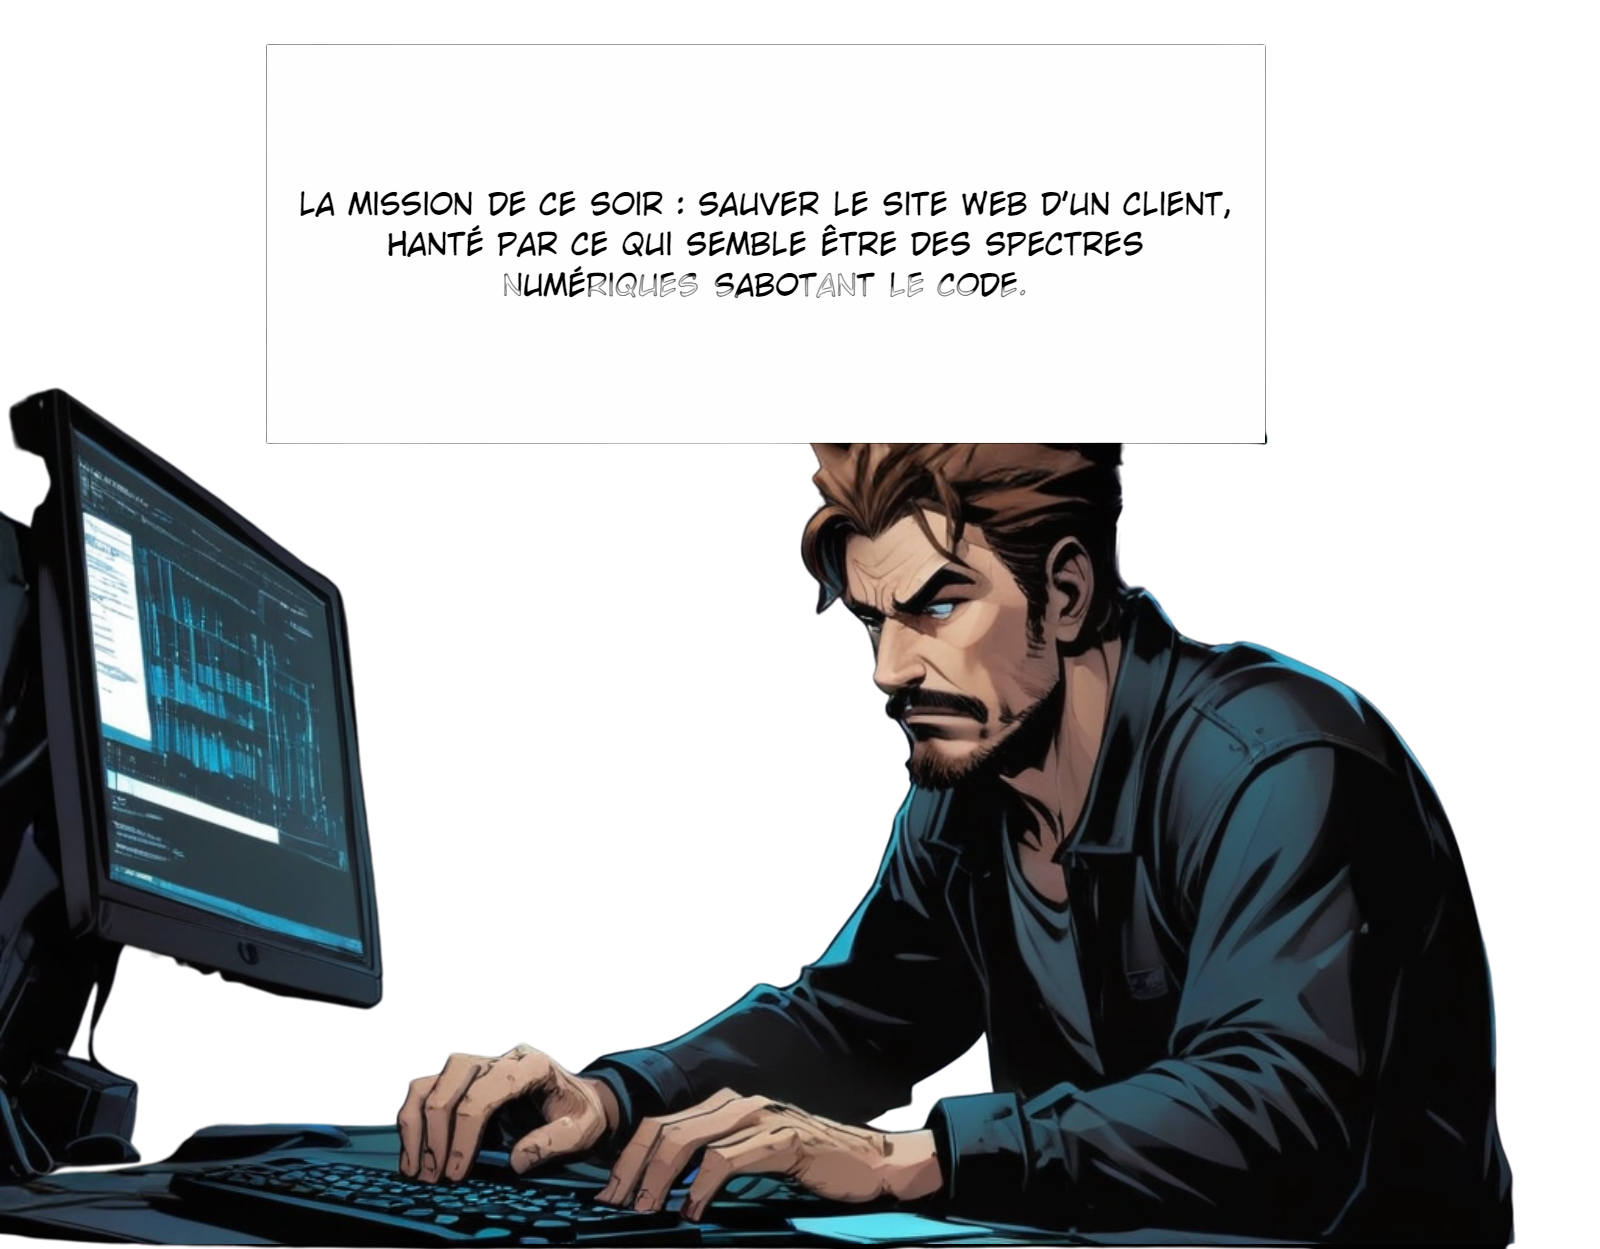 LA MISSION DE CE SOIR : SAUVER LE SITE WEB D'UN CLIENT,
HANTÉ PAR CE QUI SEMBLE ÊTRE DES SPECTRES
NUMÉRIQUES SABOTANT LE CODE.